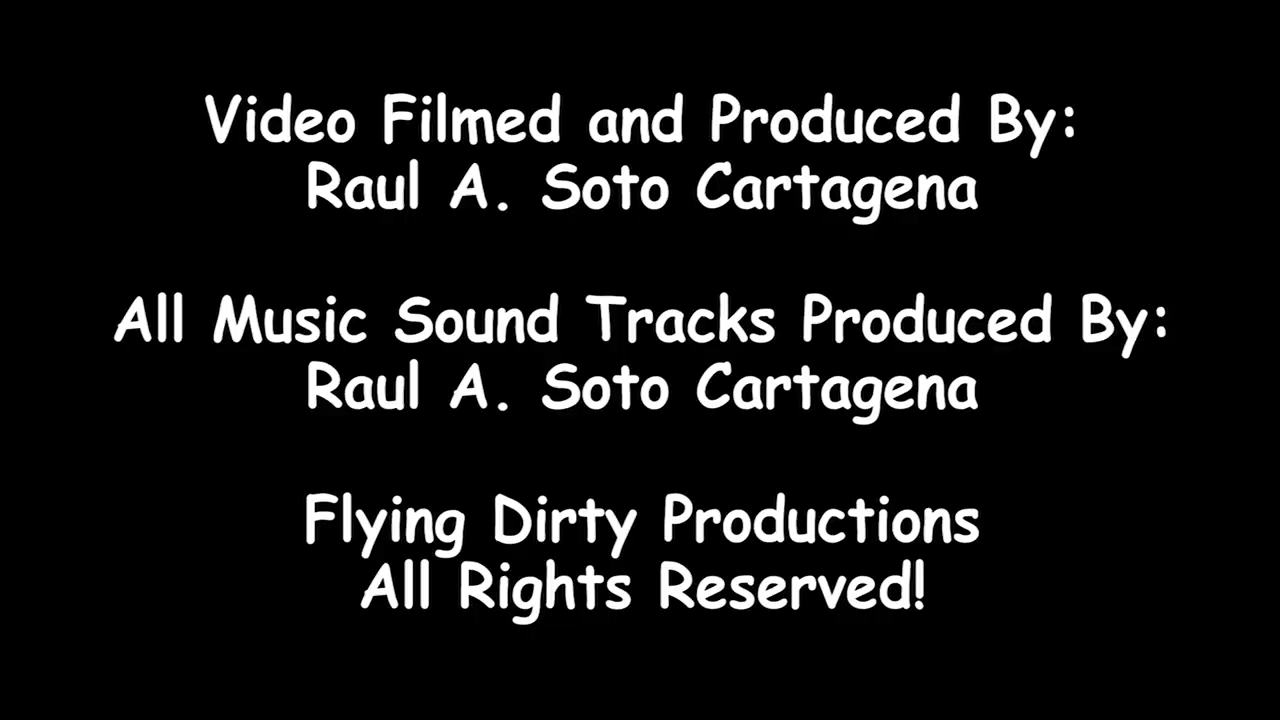 Video Filmed and Produced By:
Raul A. Soto Cartagena
All Music Sound Tracks Produced By:
Raul A. Soto Cartagena
Flying Dirty Productions
All Rights Reserved!